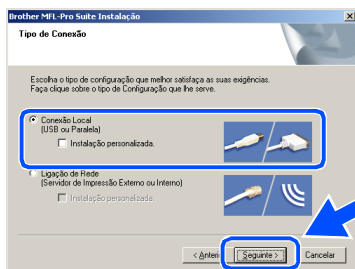 Brother MFL-Pro Suite Instalação
Tipo de Conexão
Escolha o tipo de configuração que melhor satisfaça as suas exigências.
Faça clique sobre o tipo de Configuração que lhe serve.
Conexão Local
(USB ou Paralela)
Instalação personalizada.
Ligação de Rede
(Servidor de Impressão Externo ou Interno)
Instalação personalizada.
< Anteri Seguinte > Cancelar